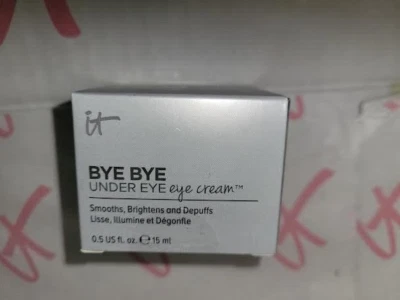 it
BYE BYE
UNDER EYE eye cream™
Smooths, Brightens and Depuffs
Lisse, Illumine et Dégonfle
0.5 US fl. oz. ℮ 15 ml